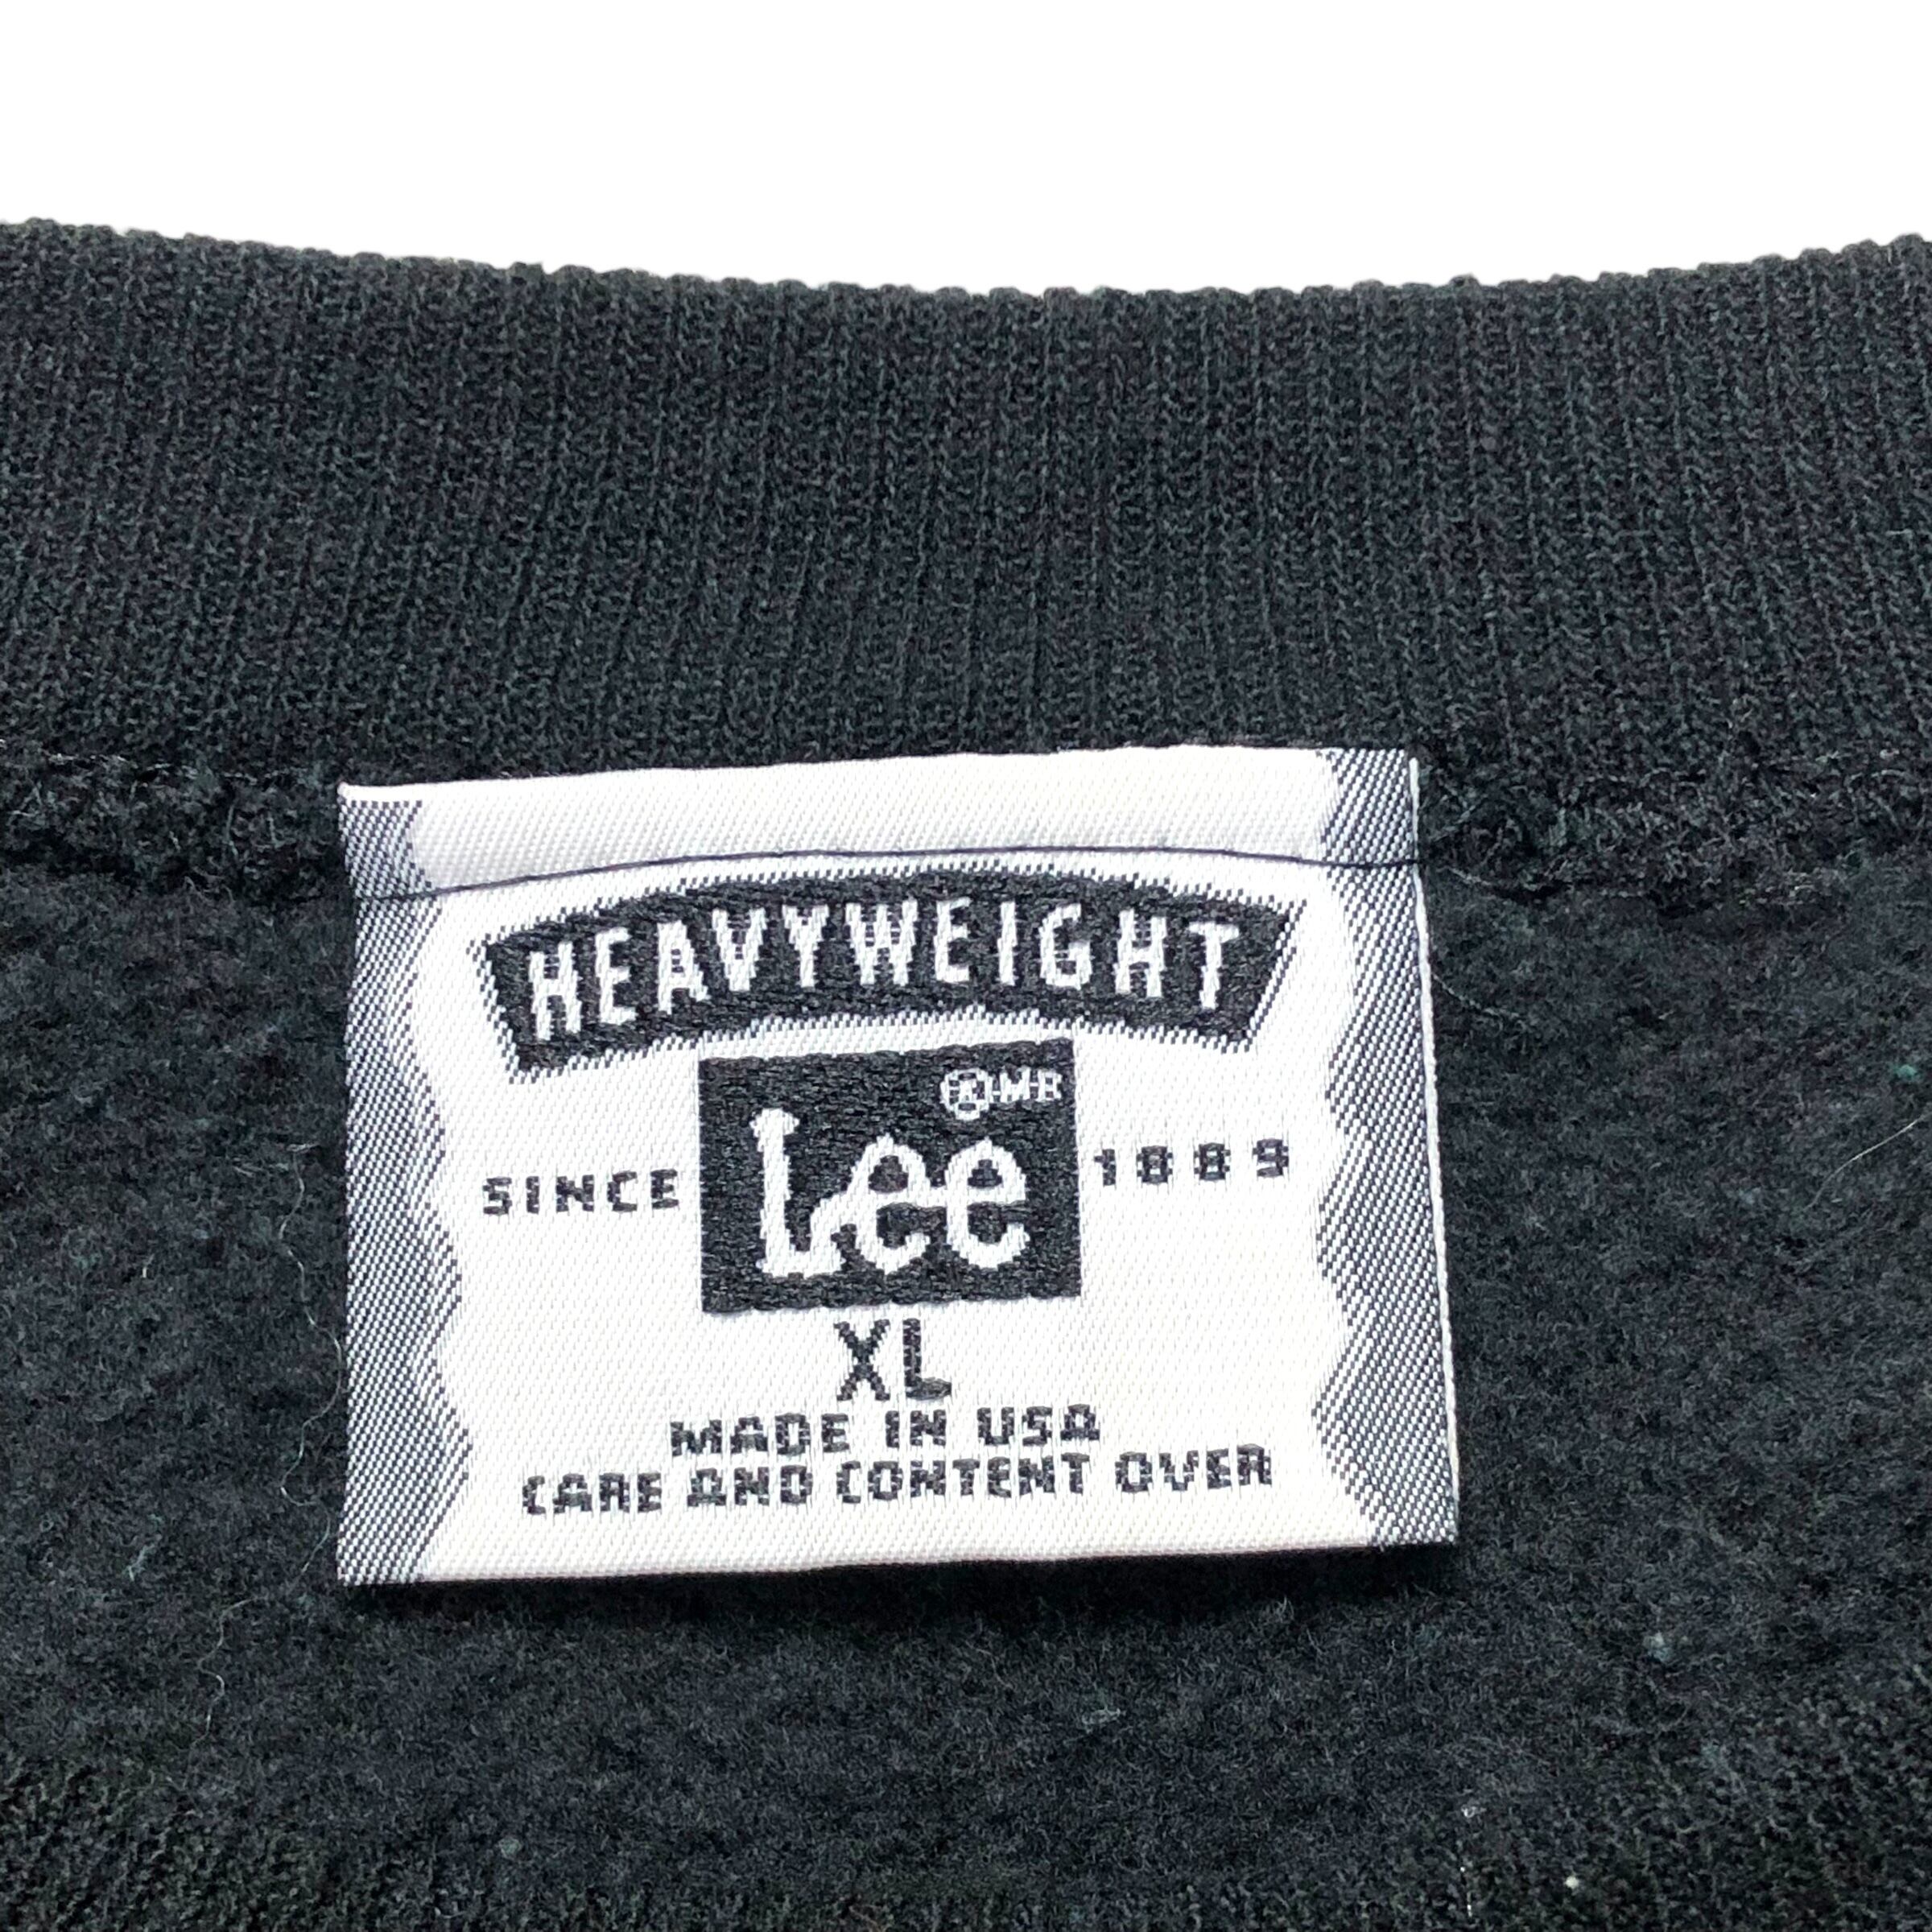 HEAVYWEIGHT
® MR
Lee
SINCE 1889
XL
MADE IN USA
CARE AND CONTENT OVER